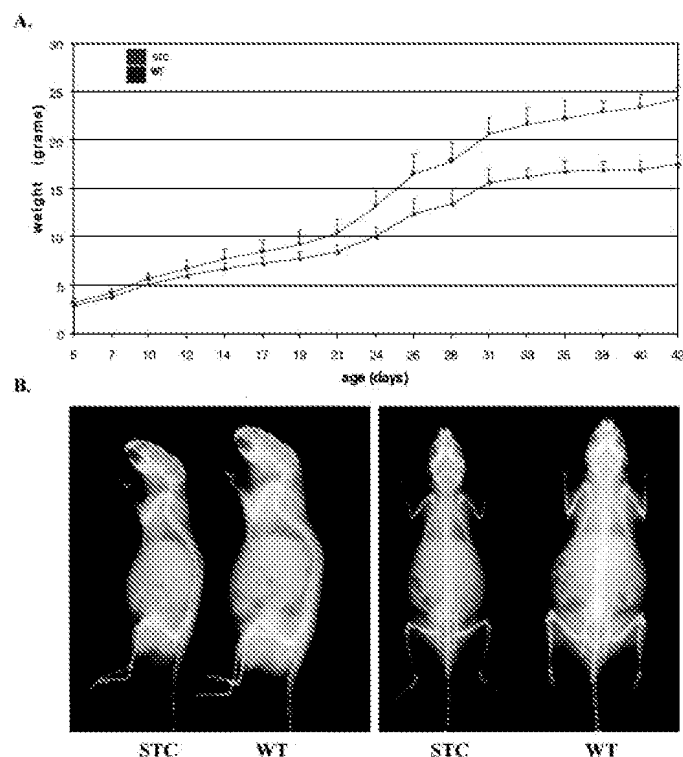 A.
30
25
20
15
10
5
0
STC
WT
weight (grams)
5 7 10 12 14 17 19 21 24 26 28 31 33 35 38 40 42
age (days)
B.
STC WT STC WT